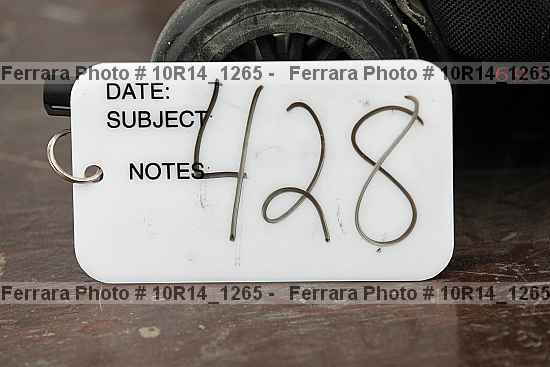 Ferrara Photo # 10R14_1265 - Ferrara Photo # 10R14_1265
DATE:
SUBJECT:
NOTES:
428
Ferrara Photo # 10R14_1265 - Ferrara Photo # 10R14_1265